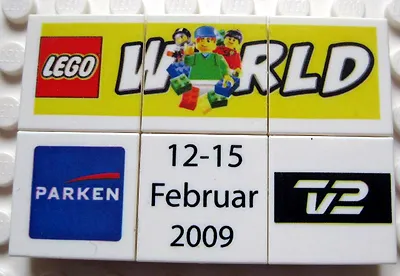 LEGO WORLD
PARKEN
12-15
Februar
2009
TV2